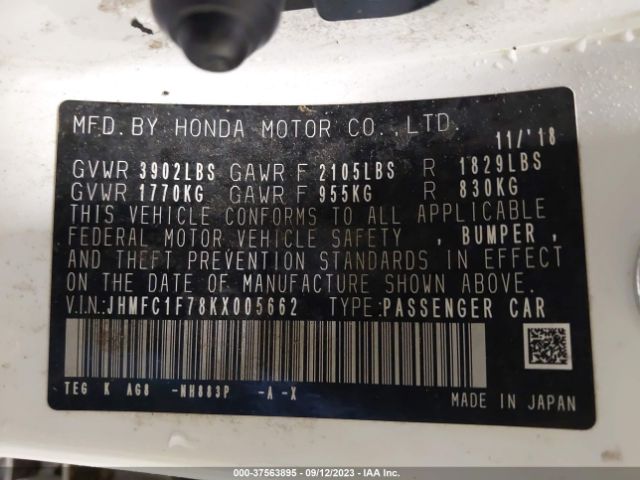 MFD. BY HONDA MOTOR CO., LTD. 11/'18
GVWR 3902LBS GAWR F 2105LBS R 1829LBS
GVWR 1770KG GAWR F 955KG R 830KG
THIS VEHICLE CONFORMS TO ALL APPLICABLE
FEDERAL MOTOR VEHICLE SAFETY , BUMPER ,
AND THEFT PREVENTION STANDARDS IN EFFECT
ON THE DATE OF MANUFACTURE SHOWN ABOVE.
V.I.N:JHMFC1F78KX005662 TYPE:PASSENGER CAR
TEG K AG8 -NH883P -A -X
MADE IN JAPAN
000-37563895 - 09/12/2023 - IAA Inc.